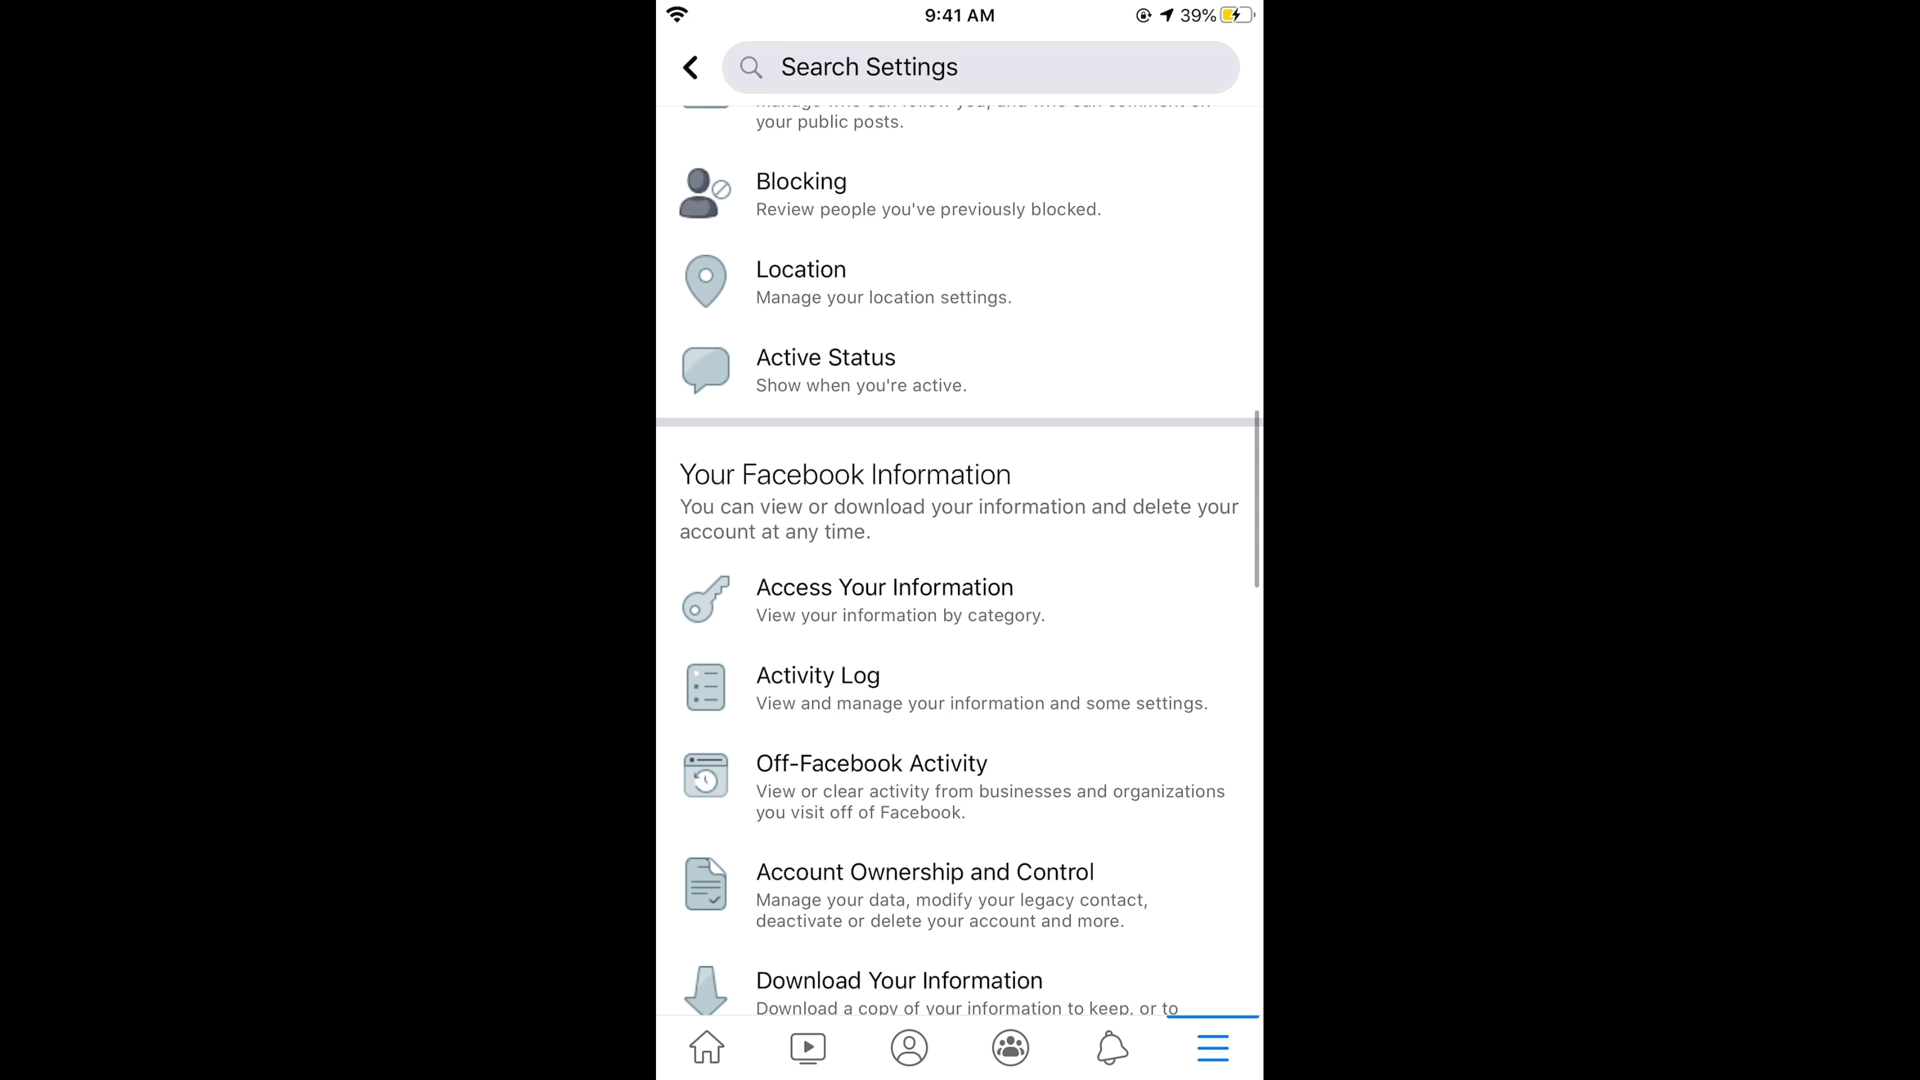 9:41 AM
39%
Search Settings
Manage who can follow you, and who can comment on
your public posts.
Blocking
Review people you've previously blocked.
Location
Manage your location settings.
Active Status
Show when you're active.
Your Facebook Information
You can view or download your information and delete your
account at any time.
Access Your Information
View your information by category.
Activity Log
View and manage your information and some settings.
Off-Facebook Activity
View or clear activity from businesses and organizations
you visit off of Facebook.
Account Ownership and Control
Manage your data, modify your legacy contact,
deactivate or delete your account and more.
Download Your Information
Download a copy of your information to keep, or to